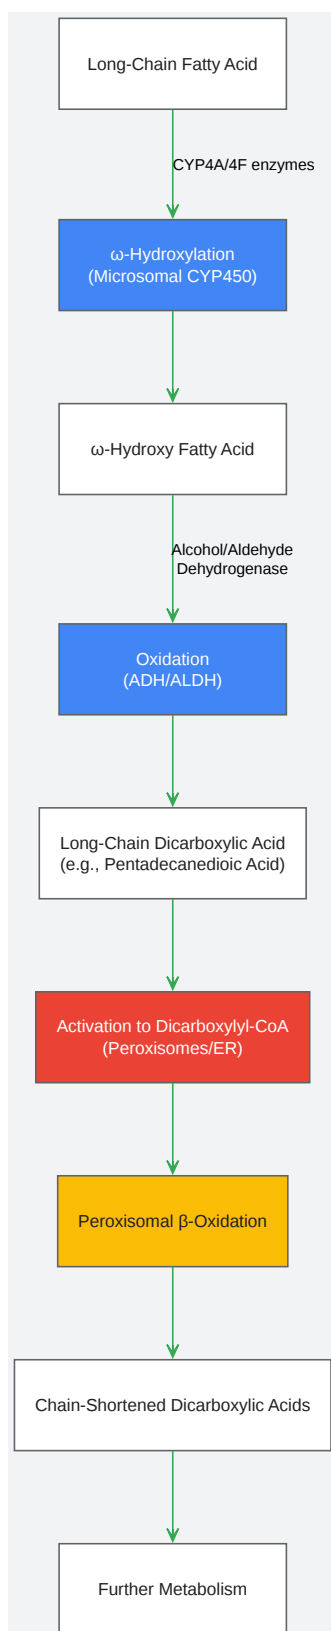 Long-Chain Fatty Acid
CYP4A/4F enzymes
ω-Hydroxylation
(Microsomal CYP450)
ω-Hydroxy Fatty Acid
Alcohol/Aldehyde
Dehydrogenase
Oxidation
(ADH/ALDH)
Long-Chain Dicarboxylic Acid
(e.g., Pentadecanedioic Acid)
Activation to Dicarboxylyl-CoA
(Peroxisomes/ER)
Peroxisomal β-Oxidation
Chain-Shortened Dicarboxylic Acids
Further Metabolism